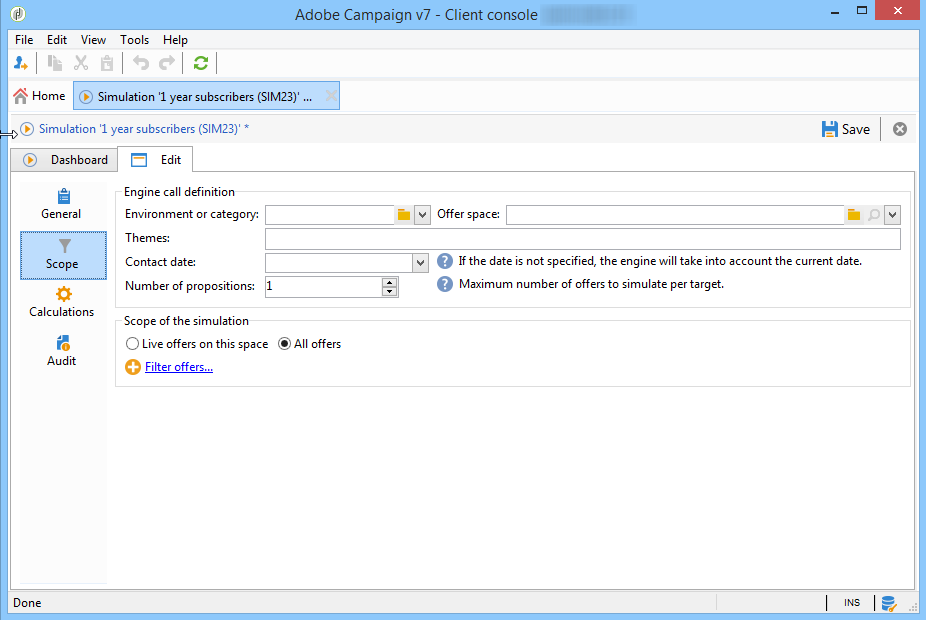 Adobe Campaign v7 - Client console
File Edit View Tools Help
Home Simulation '1 year subscribers (SIM23)' ...
Simulation '1 year subscribers (SIM23)' * Save
Dashboard Edit
General
Scope
Calculations
Audit
Engine call definition
Environment or category: Offer space:
Themes:
Contact date: ? If the date is not specified, the engine will take into account the current date.
Number of propositions: 1 ? Maximum number of offers to simulate per target.
Scope of the simulation
Live offers on this space All offers
Filter offers...
Done INS